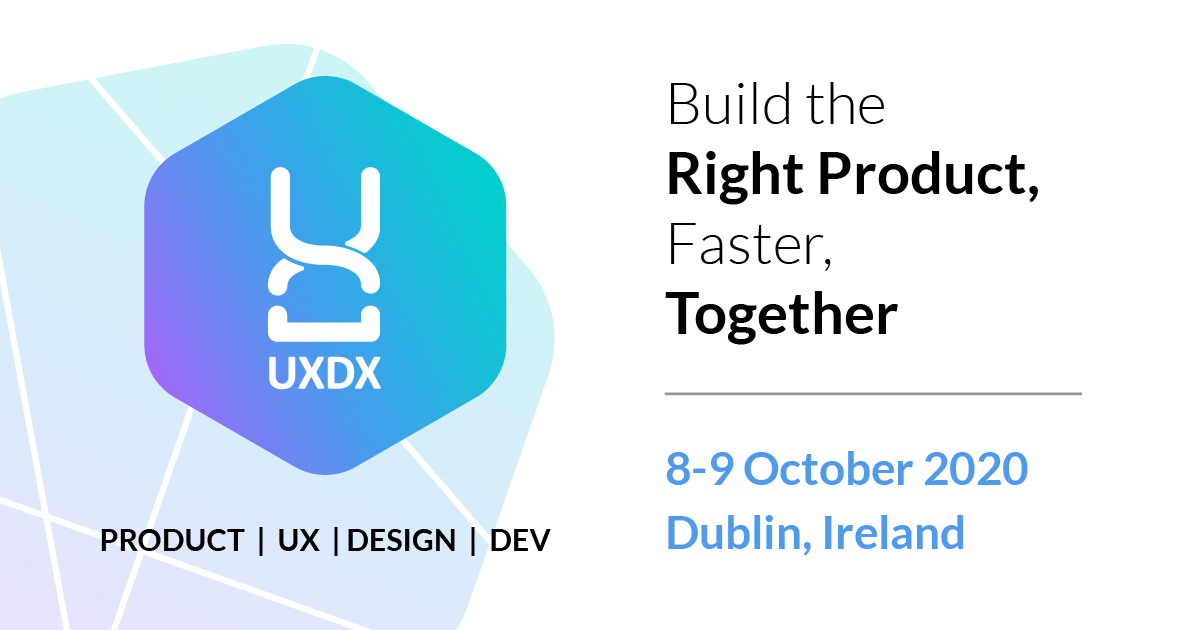 UXDX
PRODUCT | UX | DESIGN | DEV
Build the
Right Product,
Faster,
Together
8-9 October 2020
Dublin, Ireland